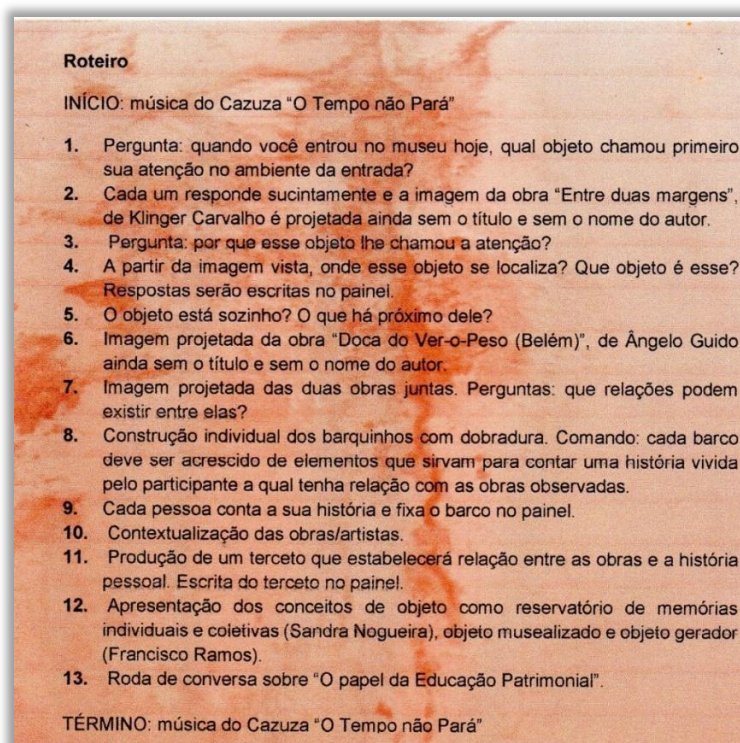 Roteiro
INÍCIO: música do Cazuza “O Tempo não Pará”
1. Pergunta: quando você entrou no museu hoje, qual objeto chamou primeiro
sua atenção no ambiente da entrada?
2. Cada um responde sucintamente e a imagem da obra “Entre duas margens”,
de Klinger Carvalho é projetada ainda sem o título e sem o nome do autor.
3. Pergunta: por que esse objeto lhe chamou a atenção?
4. A partir da imagem vista, onde esse objeto se localiza? Que objeto é esse?
Respostas serão escritas no painel.
5. O objeto está sozinho? O que há próximo dele?
6. Imagem projetada da obra “Doca do Ver-o-Peso (Belém)”, de Ângelo Guido
ainda sem o título e sem o nome do autor.
7. Imagem projetada das duas obras juntas. Perguntas: que relações podem
existir entre elas?
8. Construção individual dos barquinhos com dobradura. Comando: cada barco
deve ser acrescido de elementos que sirvam para contar uma história vivida
pelo participante a qual tenha relação com as obras observadas.
9. Cada pessoa conta a sua história e fixa o barco no painel.
10. Contextualização das obras/artistas.
11. Produção de um terceto que estabelecerá relação entre as obras e a história
pessoal. Escrita do terceto no painel.
12. Apresentação dos conceitos de objeto como reservatório de memórias
individuais e coletivas (Sandra Nogueira), objeto musealizado e objeto gerador
(Francisco Ramos).
13. Roda de conversa sobre “O papel da Educação Patrimonial”.
TÉRMINO: música do Cazuza “O Tempo não Pará”